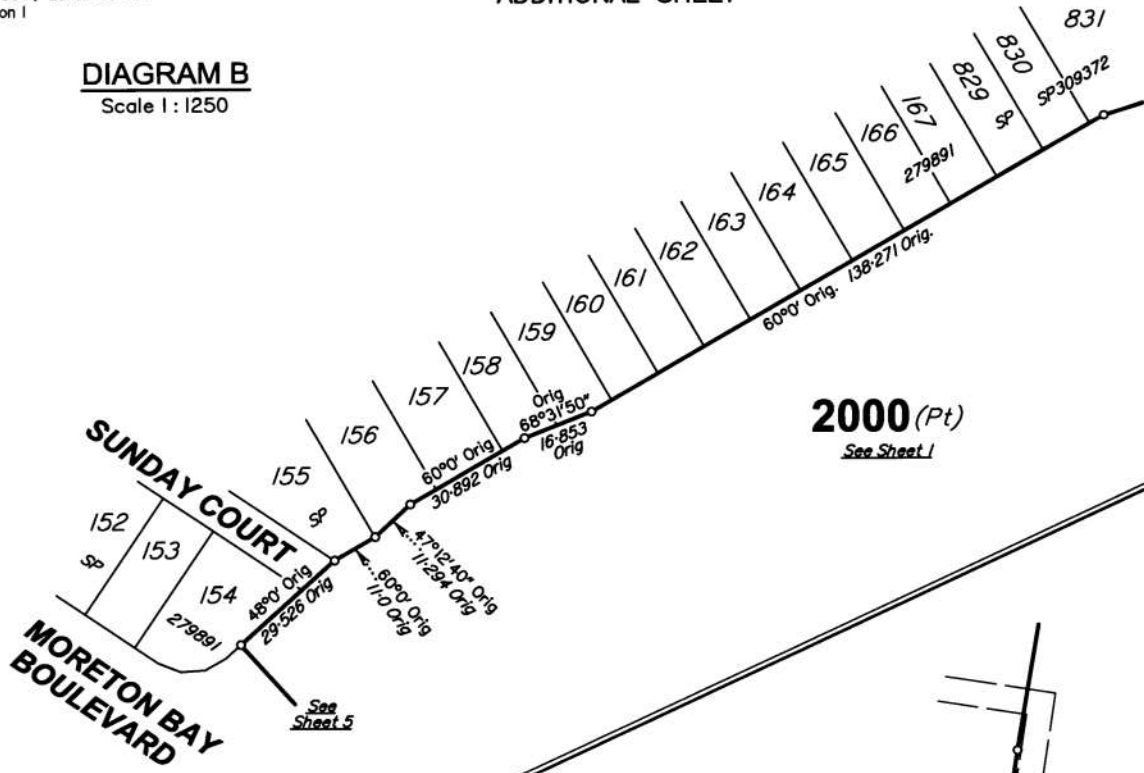 on 1
ADDITIONAL SHEET
DIAGRAM B
Scale 1 : 1250
831
830
SP309372
829
SP
167
279891
166
165
164
163
162
161
160
159
158
157
156
155
SP
138·271 Orig.
60°0' Orig.
Orig
68°31'50"
16·853
Orig
60°0' Orig
30·892 Orig
47°12'40" Orig
11·294 Orig
60°0' Orig
11·0 Orig
48°0' Orig
29·526 Orig
2000 (Pt)
See Sheet 1
SUNDAY COURT
152
SP
153
154
279891
MORETON BAY
BOULEVARD
See
Sheet 5